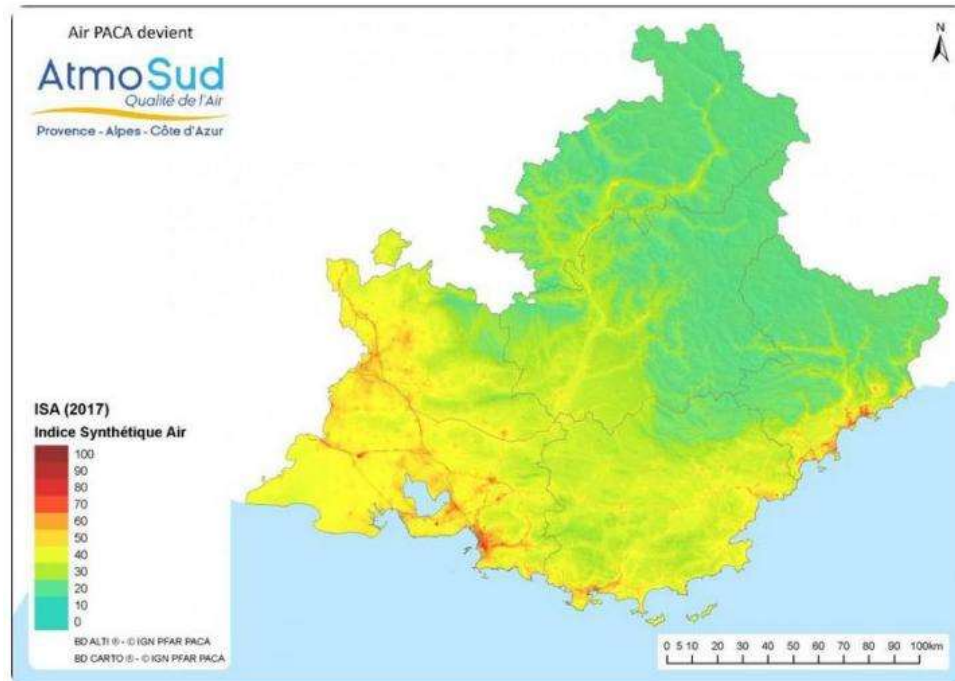 Air PACA devient
AtmoSud
Qualité de l'Air
Provence - Alpes - Côte d'Azur
N
ISA (2017)
Indice Synthétique Air
100
90
80
70
60
50
40
30
20
10
0
BD ALTI ® - © IGN PFAR PACA
BD CARTO ® - © IGN PFAR PACA
0 5 10 20 30 40 50 60 70 80 90 100km